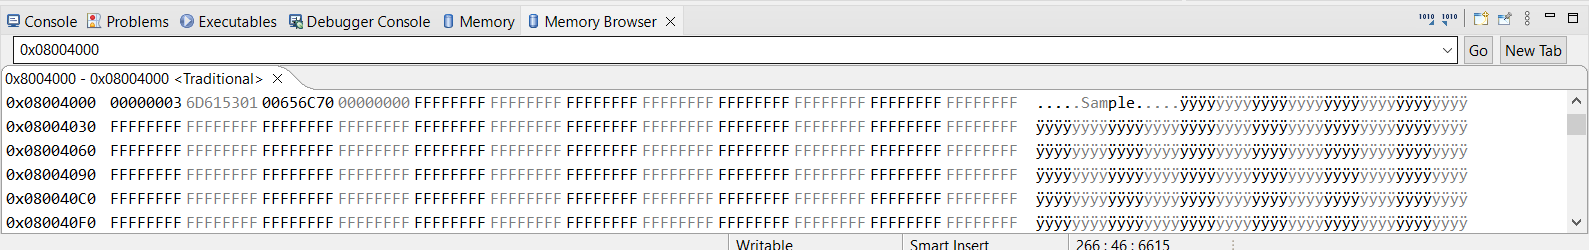 Console Problems Executables Debugger Console Memory Memory Browser
0x08004000 Go New Tab
0x8004000 - 0x08004000 <Traditional>
0x08004000 00000003 6D615301 00656C70 00000000 FFFFFFFF FFFFFFFF FFFFFFFF FFFFFFFF FFFFFFFF FFFFFFFF FFFFFFFF FFFFFFFF .....Sample.....ÿÿÿÿÿÿÿÿÿÿÿÿÿÿÿÿÿÿÿÿÿÿÿÿÿÿÿÿÿÿÿÿ
0x08004030 FFFFFFFF FFFFFFFF FFFFFFFF FFFFFFFF FFFFFFFF FFFFFFFF FFFFFFFF FFFFFFFF FFFFFFFF FFFFFFFF FFFFFFFF FFFFFFFF ÿÿÿÿÿÿÿÿÿÿÿÿÿÿÿÿÿÿÿÿÿÿÿÿÿÿÿÿÿÿÿÿÿÿÿÿÿÿÿÿÿÿÿÿÿÿÿÿ
0x08004060 FFFFFFFF FFFFFFFF FFFFFFFF FFFFFFFF FFFFFFFF FFFFFFFF FFFFFFFF FFFFFFFF FFFFFFFF FFFFFFFF FFFFFFFF FFFFFFFF ÿÿÿÿÿÿÿÿÿÿÿÿÿÿÿÿÿÿÿÿÿÿÿÿÿÿÿÿÿÿÿÿÿÿÿÿÿÿÿÿÿÿÿÿÿÿÿÿ
0x08004090 FFFFFFFF FFFFFFFF FFFFFFFF FFFFFFFF FFFFFFFF FFFFFFFF FFFFFFFF FFFFFFFF FFFFFFFF FFFFFFFF FFFFFFFF FFFFFFFF ÿÿÿÿÿÿÿÿÿÿÿÿÿÿÿÿÿÿÿÿÿÿÿÿÿÿÿÿÿÿÿÿÿÿÿÿÿÿÿÿÿÿÿÿÿÿÿÿ
0x080040C0 FFFFFFFF FFFFFFFF FFFFFFFF FFFFFFFF FFFFFFFF FFFFFFFF FFFFFFFF FFFFFFFF FFFFFFFF FFFFFFFF FFFFFFFF FFFFFFFF ÿÿÿÿÿÿÿÿÿÿÿÿÿÿÿÿÿÿÿÿÿÿÿÿÿÿÿÿÿÿÿÿÿÿÿÿÿÿÿÿÿÿÿÿÿÿÿÿ
0x080040F0 FFFFFFFF FFFFFFFF FFFFFFFF FFFFFFFF FFFFFFFF FFFFFFFF FFFFFFFF FFFFFFFF FFFFFFFF FFFFFFFF FFFFFFFF FFFFFFFF ÿÿÿÿÿÿÿÿÿÿÿÿÿÿÿÿÿÿÿÿÿÿÿÿÿÿÿÿÿÿÿÿÿÿÿÿÿÿÿÿÿÿÿÿÿÿÿÿ
Writable Smart Insert 266 : 46 : 6615